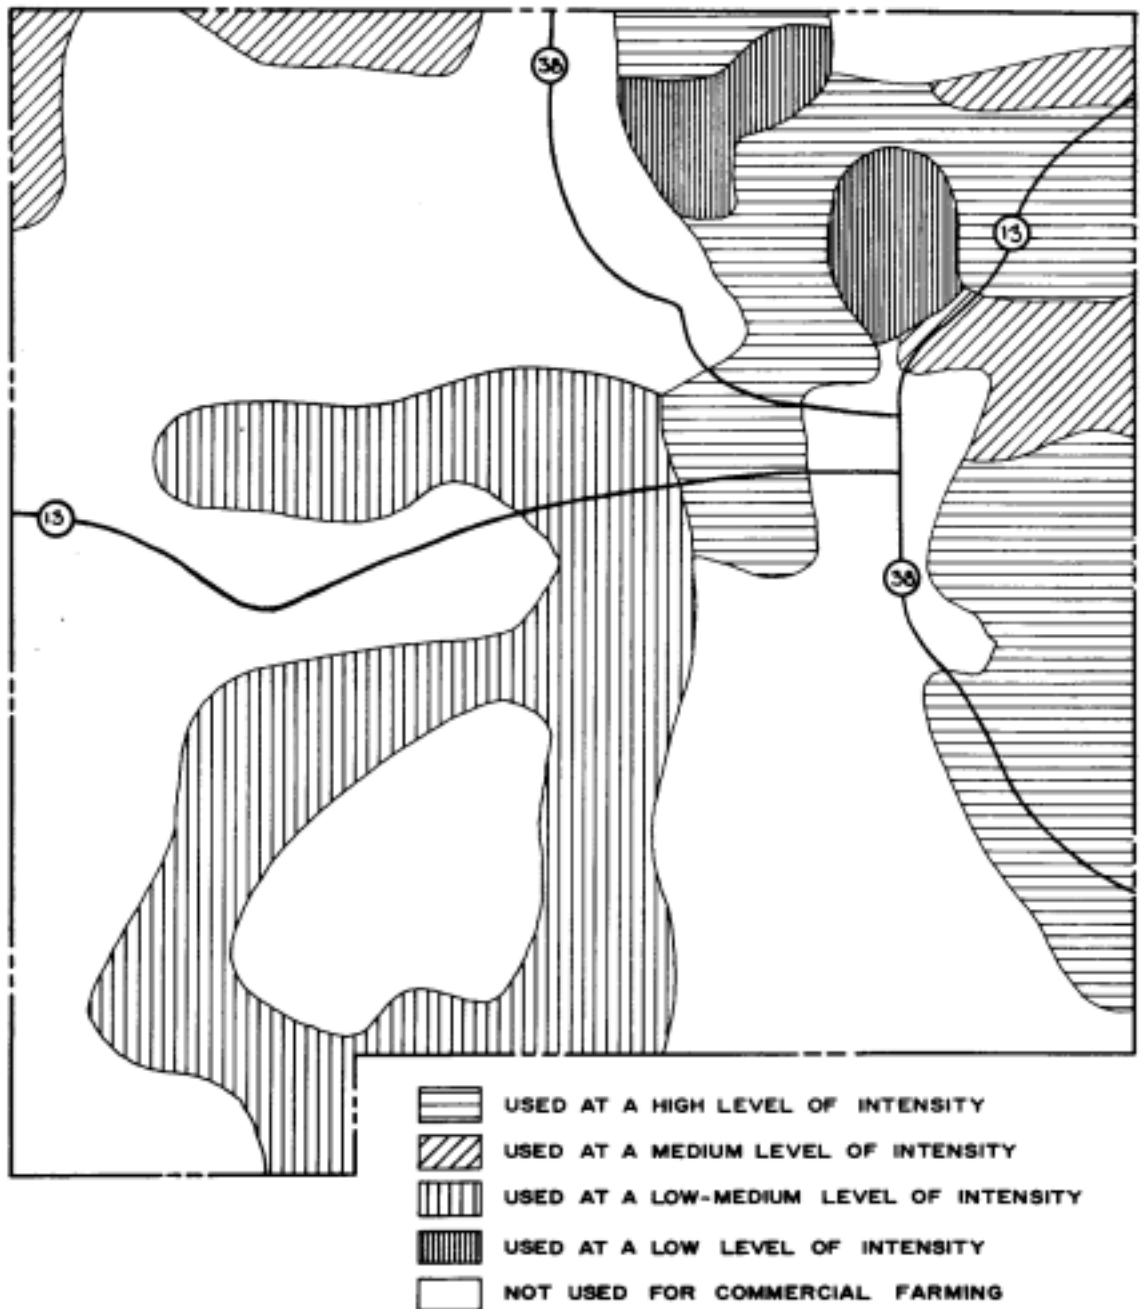 38
13
13
38
USED AT A HIGH LEVEL OF INTENSITY
USED AT A MEDIUM LEVEL OF INTENSITY
USED AT A LOW-MEDIUM LEVEL OF INTENSITY
USED AT A LOW LEVEL OF INTENSITY
NOT USED FOR COMMERCIAL FARMING